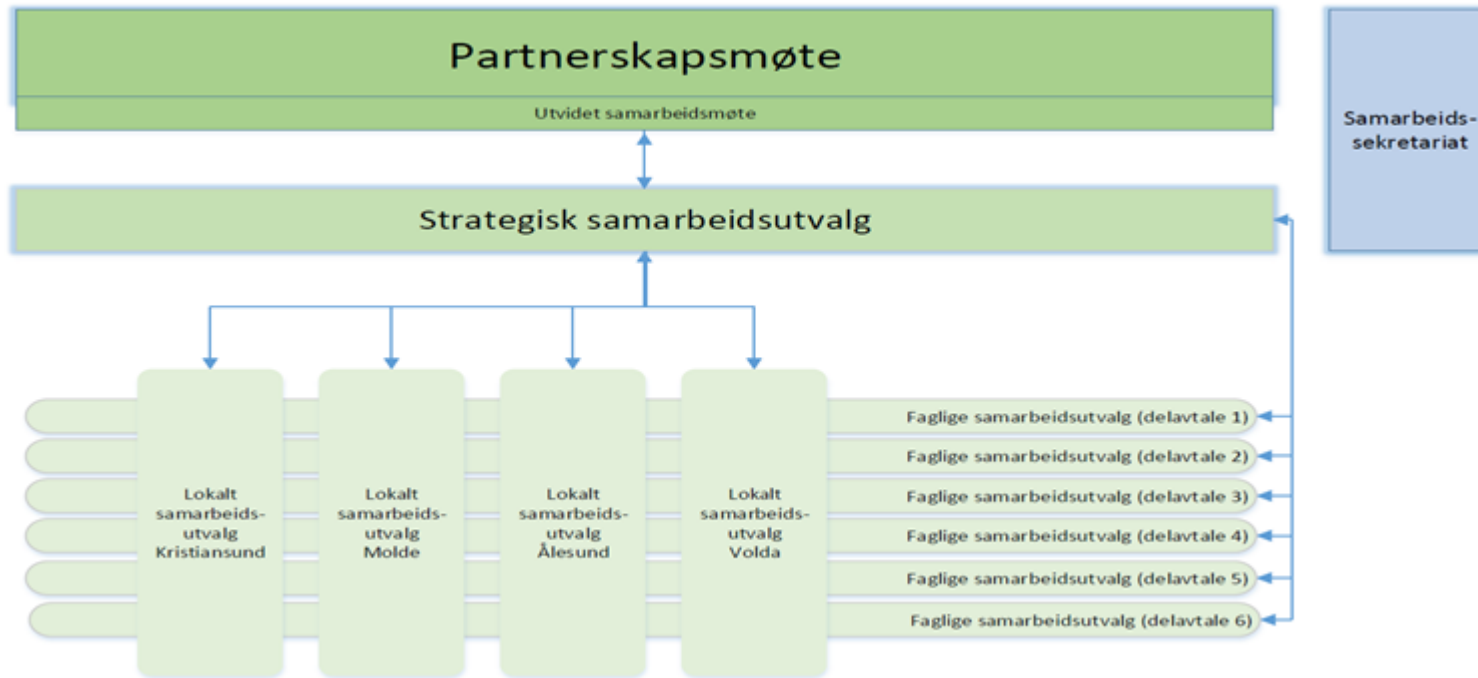 Partnerskapsmøte
Utvidet samarbeidsmøte
Samarbeids-
sekretariat
Strategisk samarbeidsutvalg
Lokalt
samarbeids-
utvalg
Kristiansund
Lokalt
samarbeids-
utvalg
Molde
Lokalt
samarbeids-
utvalg
Ålesund
Lokalt
samarbeids-
utvalg
Volda
Faglige samarbeidsutvalg (delavtale 1)
Faglige samarbeidsutvalg (delavtale 2)
Faglige samarbeidsutvalg (delavtale 3)
Faglige samarbeidsutvalg (delavtale 4)
Faglige samarbeidsutvalg (delavtale 5)
Faglige samarbeidsutvalg (delavtale 6)